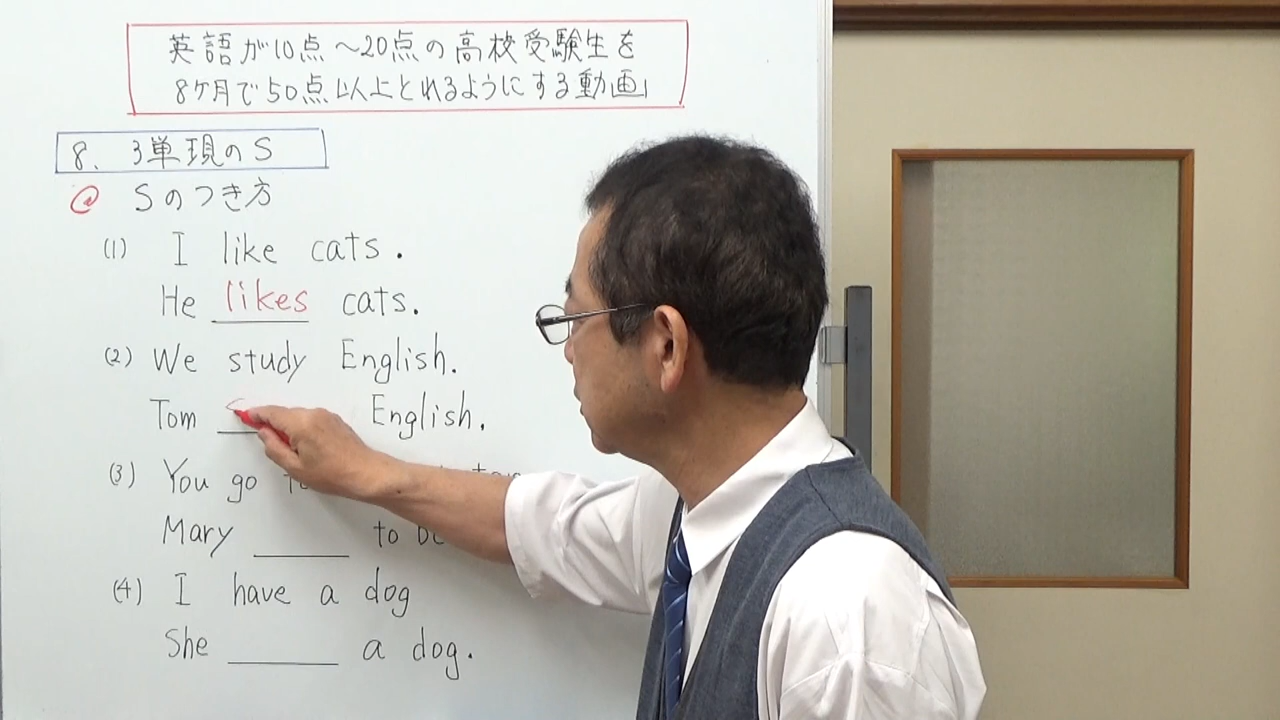 英語が10点～20点の高校受験生を
8ケ月で50点以上とれるようにする動画
8、3単現のS
@ Sのつき方
(1) I like cats.
He likes cats.
(2) We study English.
Tom English.
(3) You go
Mary to
(4) I have a dog
She a dog.